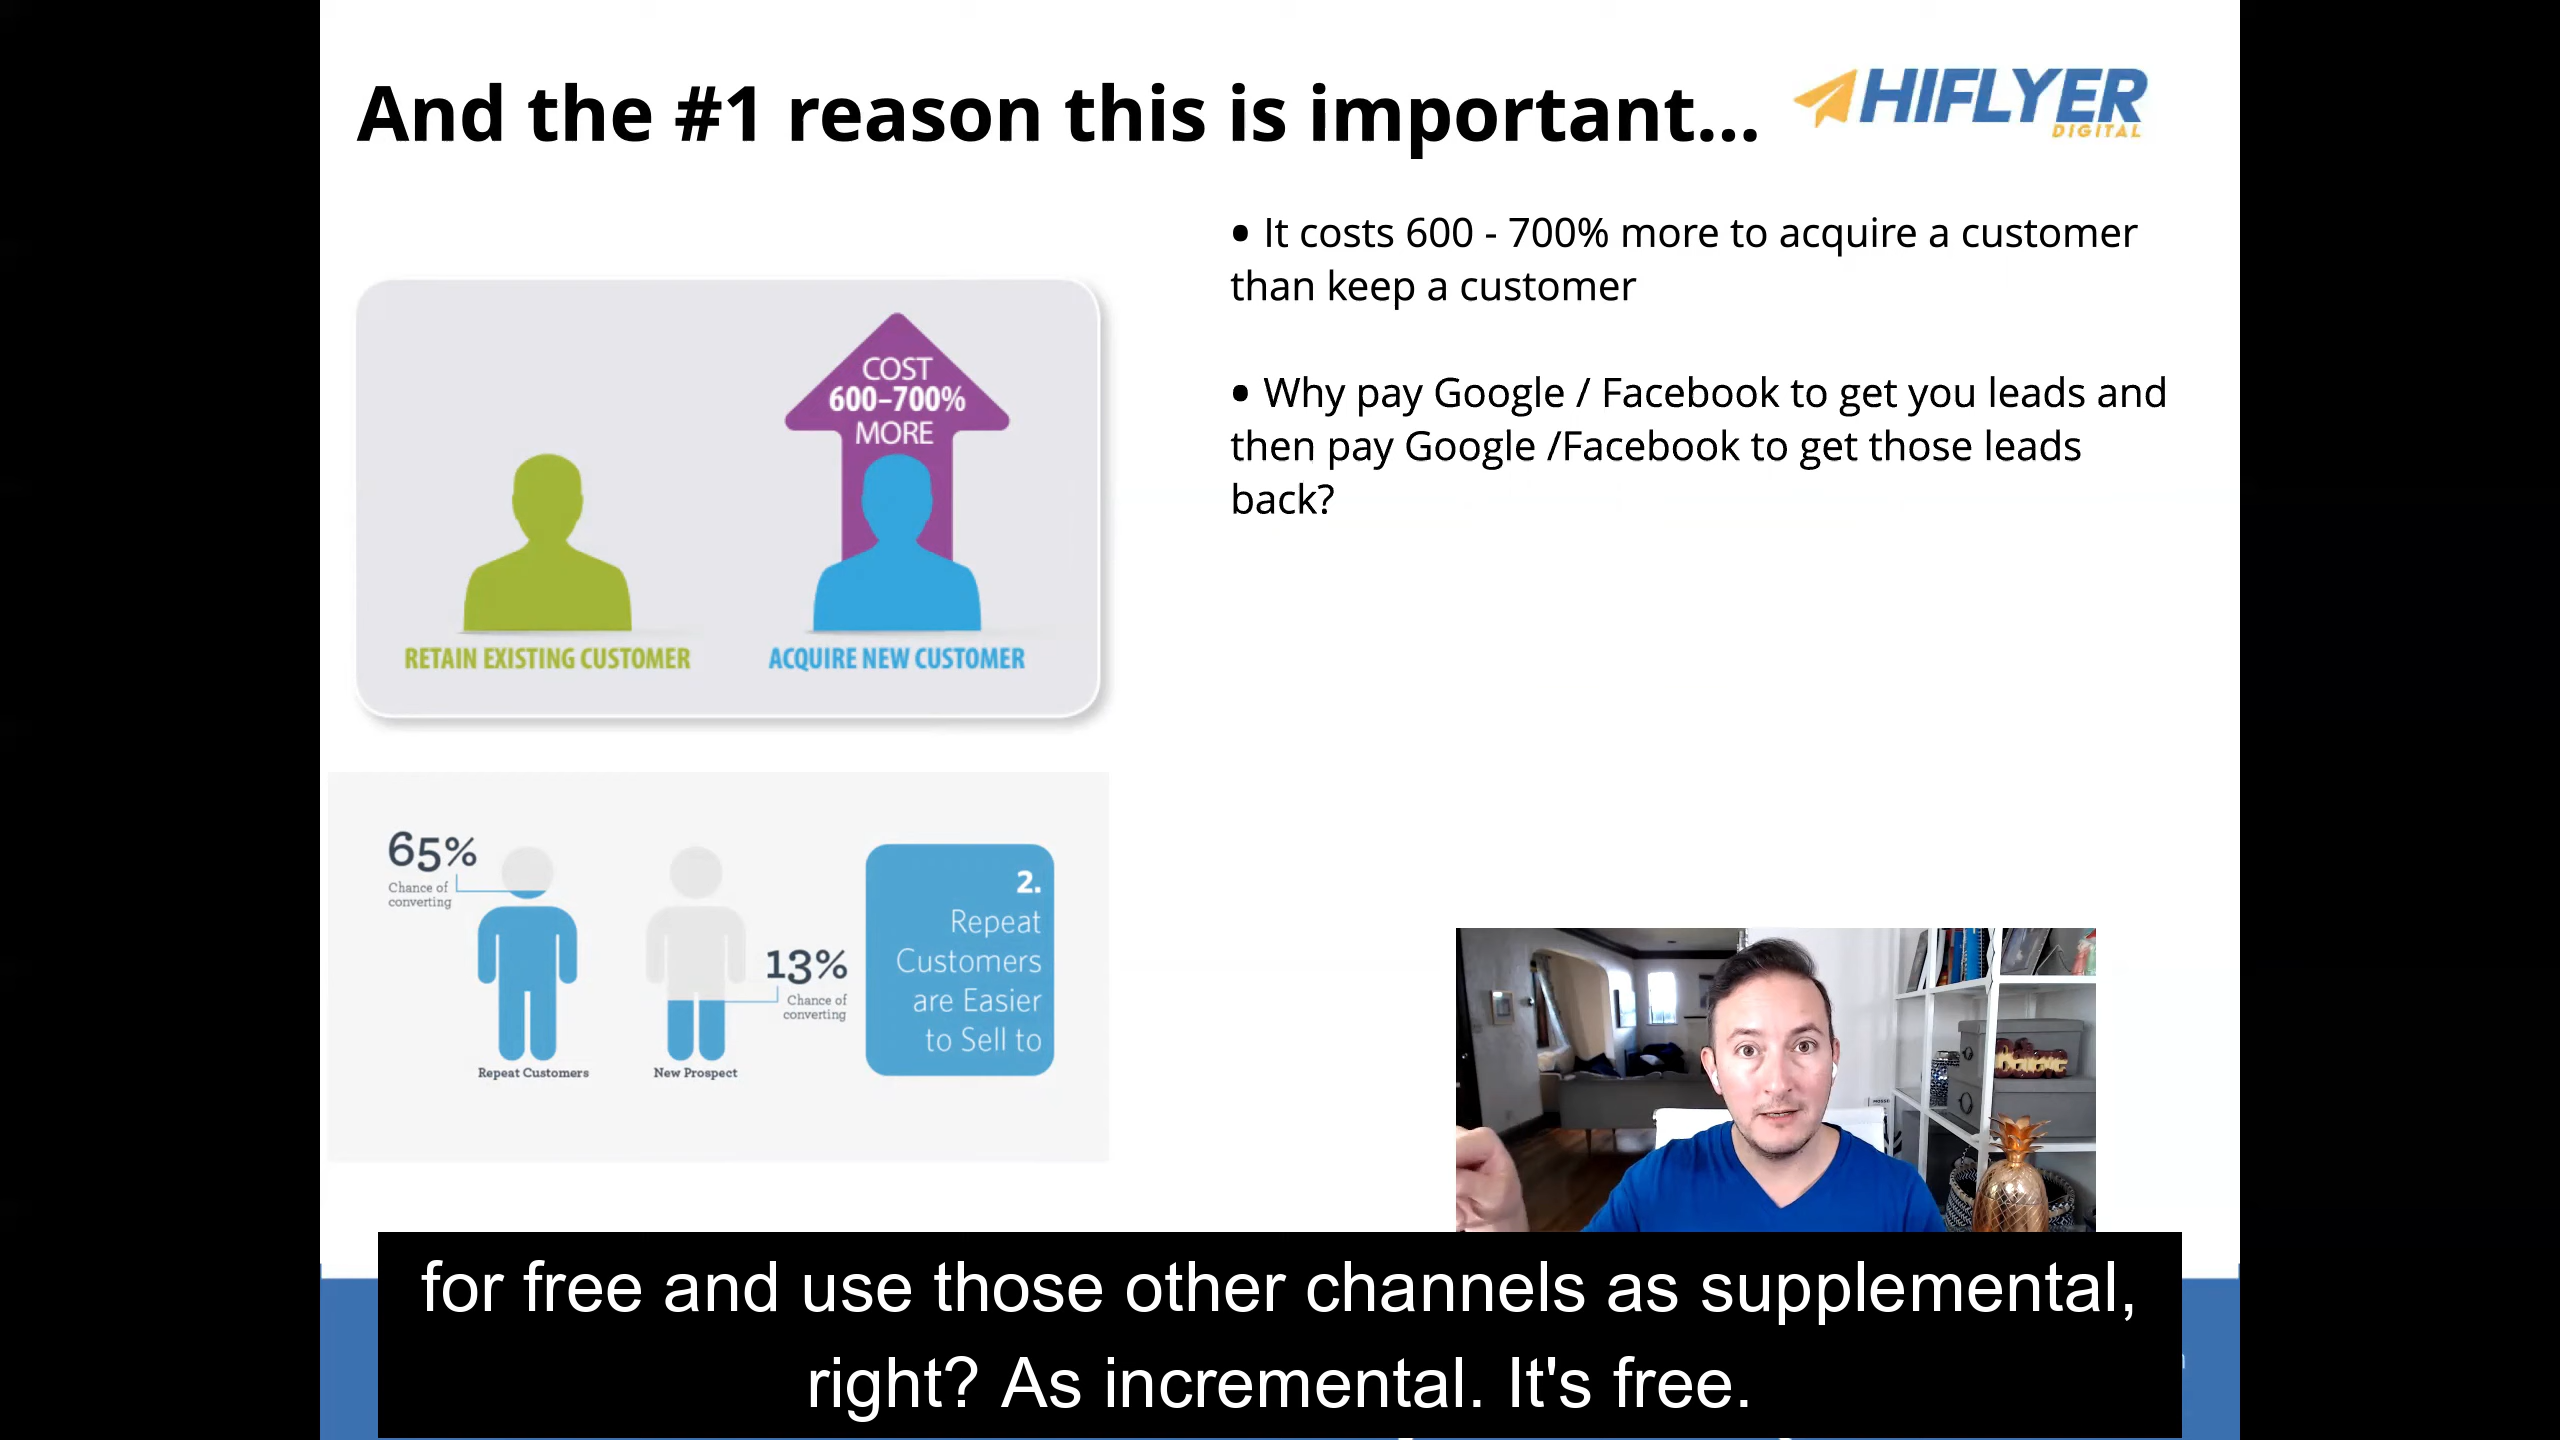 And the #1 reason this is important...
HIFLYER
DIGITAL
• It costs 600 - 700% more to acquire a customer
than keep a customer
• Why pay Google / Facebook to get you leads and
then pay Google /Facebook to get those leads
back?
COST
600–700%
MORE
RETAIN EXISTING CUSTOMER
ACQUIRE NEW CUSTOMER
65%
Chance of
converting
13%
Chance of
converting
Repeat Customers
New Prospect
2.
Repeat
Customers
are Easier
to Sell to
for free and use those other channels as supplemental,
right? As incremental. It's free.